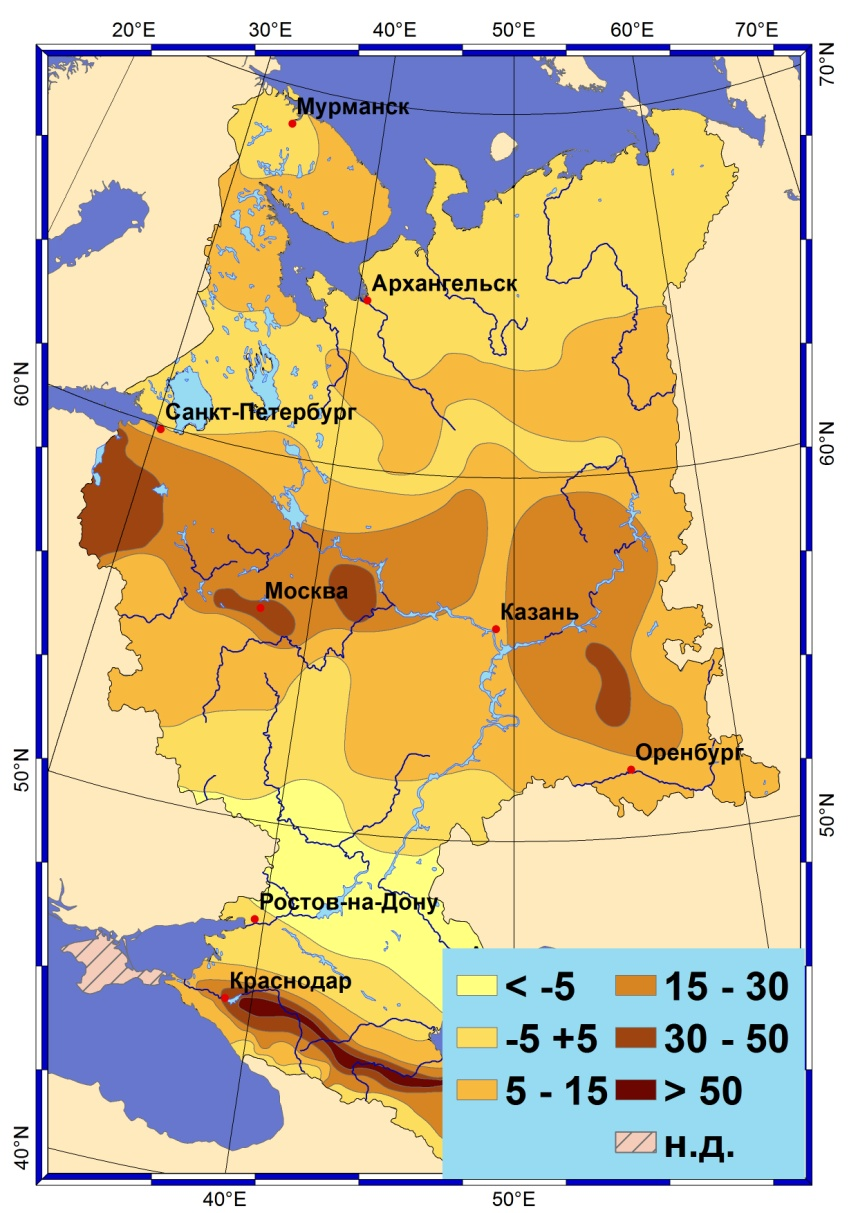 20°E 30°E 40°E 50°E 60°E 70°E
70°N
Мурманск
Архангельск
60°N
Санкт-Петербург
60°N
Москва
Казань
Оренбург
50°N
50°N
Ростов-на-Дону
Краснодар
< -5 15 - 30
-5 +5 30 - 50
5 - 15 > 50
н.д.
40°N
40°E 50°E